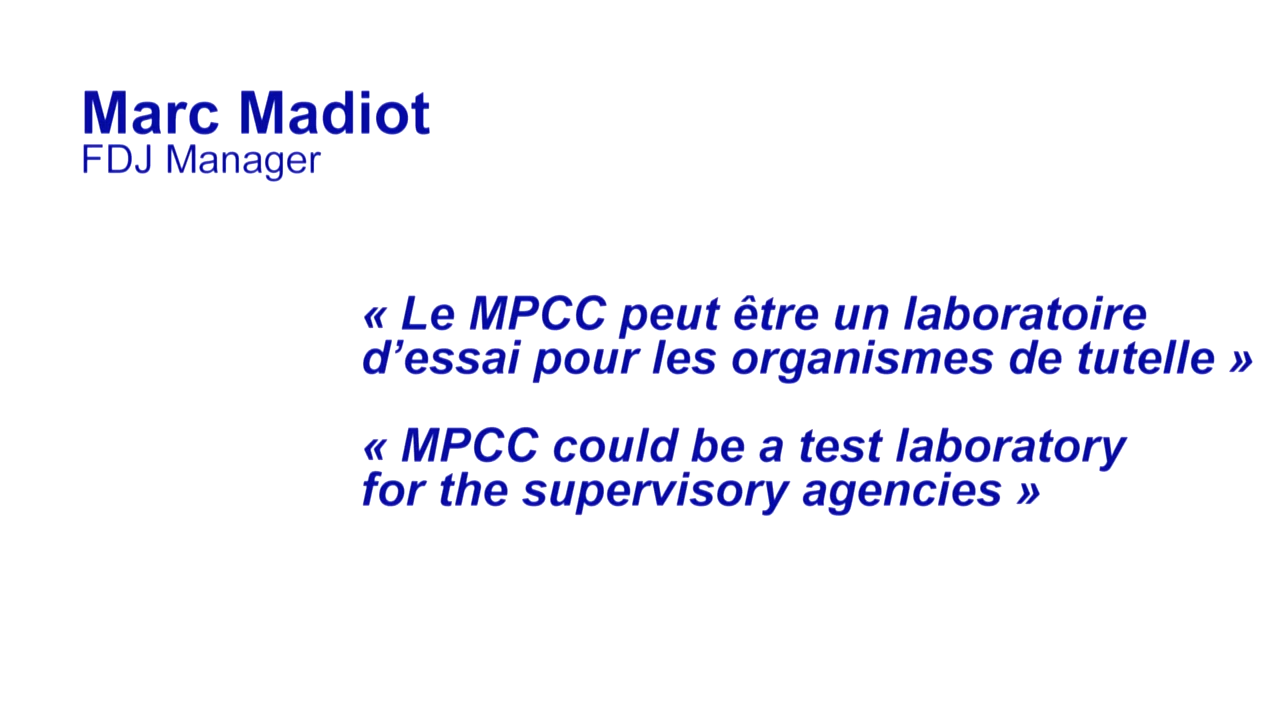 Marc Madiot
FDJ Manager
« Le MPCC peut être un laboratoire
d’essai pour les organismes de tutelle »
« MPCC could be a test laboratory
for the supervisory agencies »